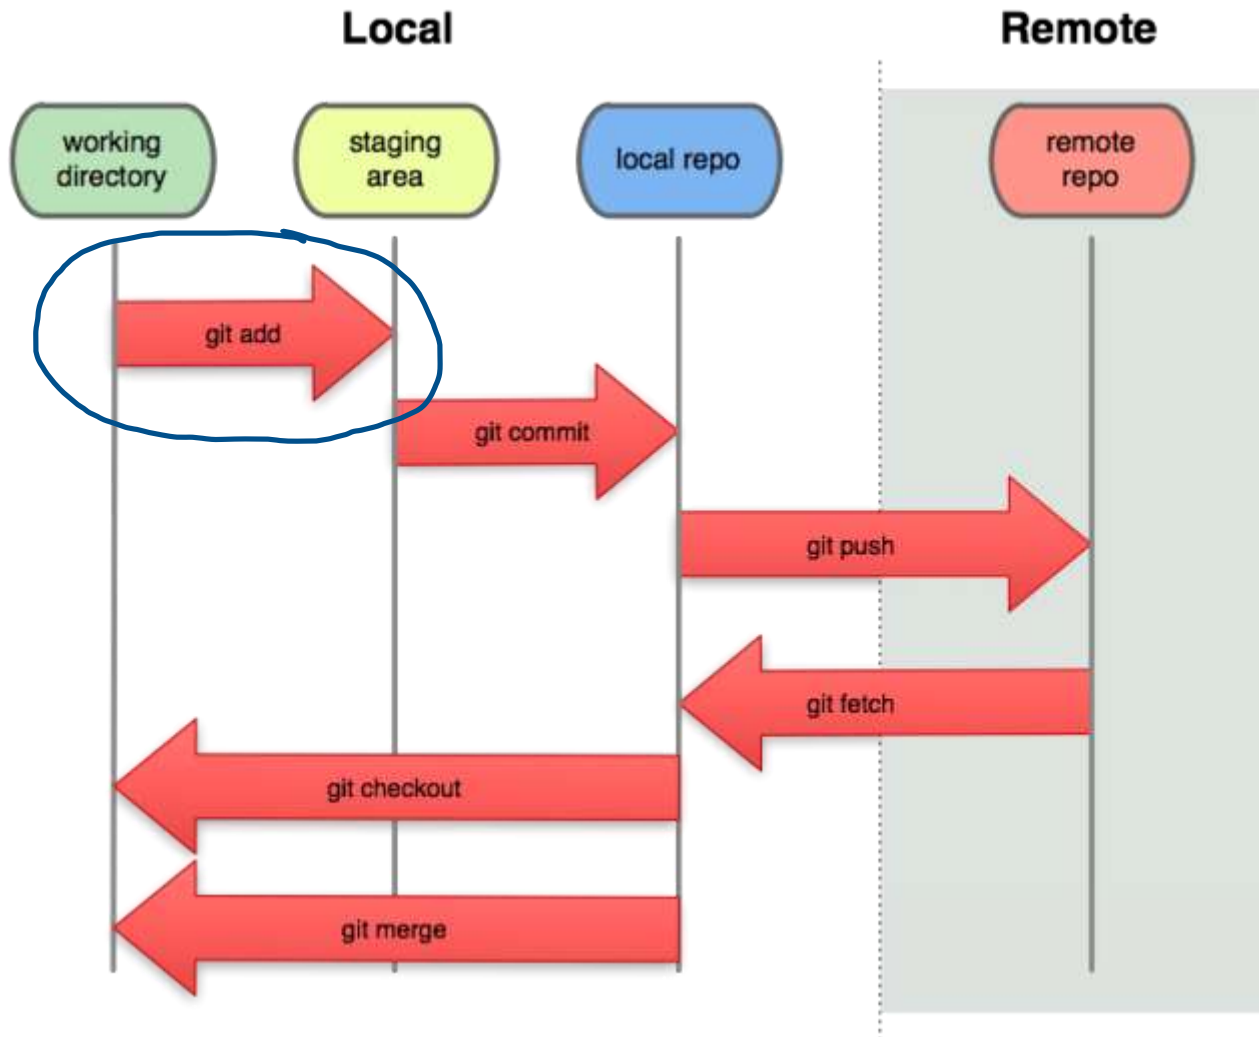 Local
Remote
working
directory
staging
area
local repo
remote
repo
git add
git commit
git push
git fetch
git checkout
git merge